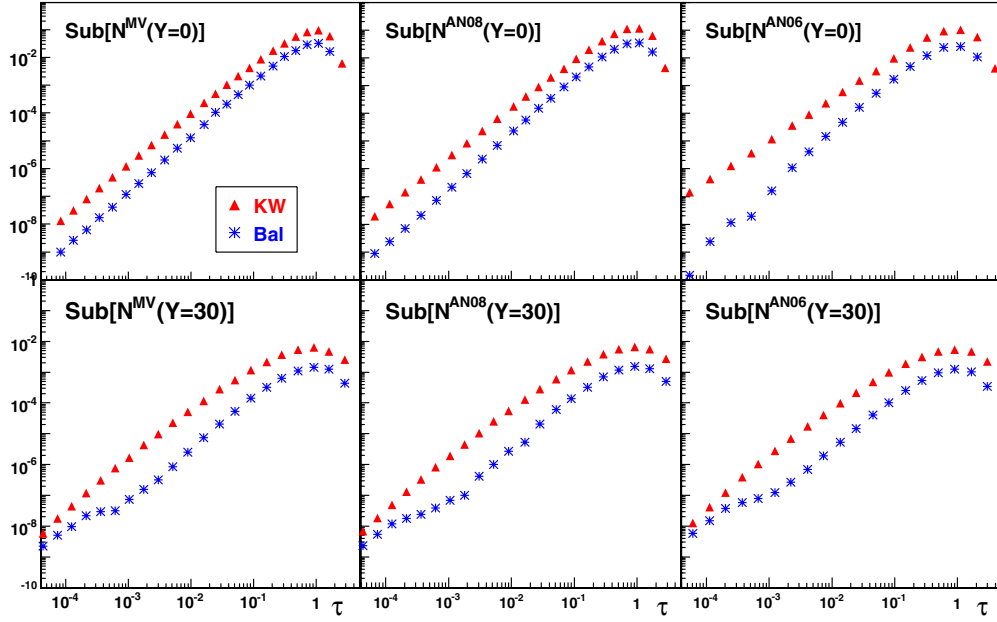 Sub[N^MV(Y=0)]
Sub[N^AN08(Y=0)]
Sub[N^AN06(Y=0)]
10^-2
10^-4
10^-6
10^-8
-10
KW
Bal
1
Sub[N^MV(Y=30)]
Sub[N^AN08(Y=30)]
Sub[N^AN06(Y=30)]
10^-2
10^-4
10^-6
10^-8
-10
10^-4 10^-3 10^-2 10^-1 1 τ
10^-4 10^-3 10^-2 10^-1 1 τ
10^-4 10^-3 10^-2 10^-1 1 τ